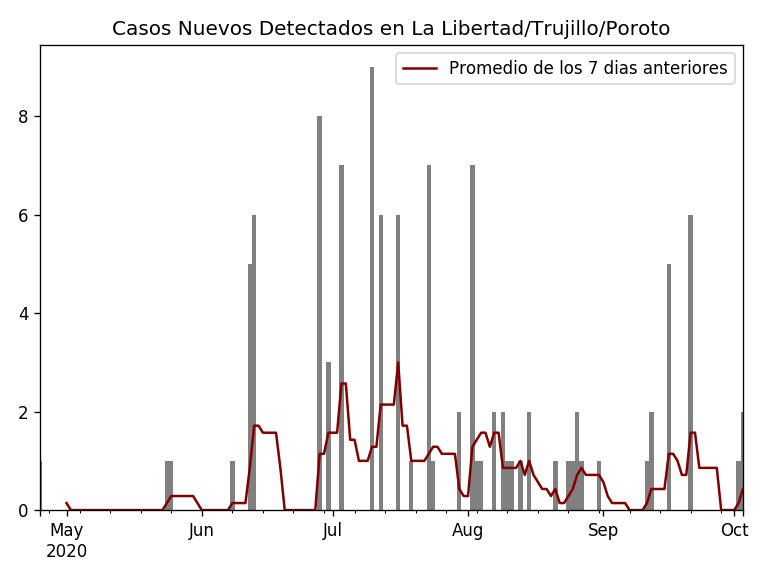 Casos Nuevos Detectados en La Libertad/Trujillo/Poroto
Promedio de los 7 dias anteriores
8
6
4
2
0
May Jun Jul Aug Sep Oct
2020